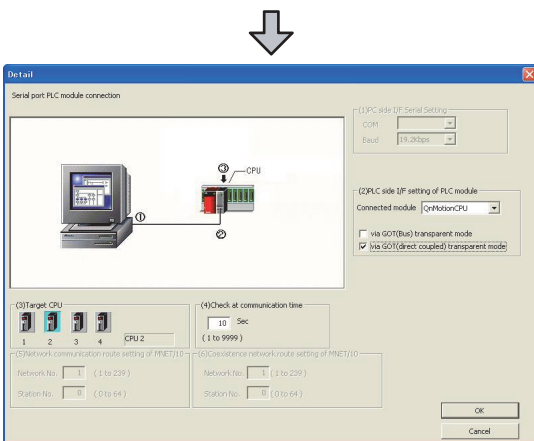 Detail
Serial port PLC module connection
(1)PC side I/F Serial Setting
COM
Baud 19.2Kbps
③
CPU
①
②
(2)PLC side I/F setting of PLC module
Connected module QnMotionCPU
via GOT(Bus) transparent mode
via GOT(direct coupled) transparent mode
(3)Target CPU
1 2 3 4 CPU 2
(4)Check at communication time
10 Sec
( 1 to 9999 )
(5)Network communication route setting of MNET/10
Network No. 1 ( 1 to 239 )
Station No. 0 ( 0 to 64 )
(6)Coexistence network route setting of MNET/10
Network No. 1 ( 1 to 239 )
Station No. 0 ( 0 to 64 )
OK
Cancel